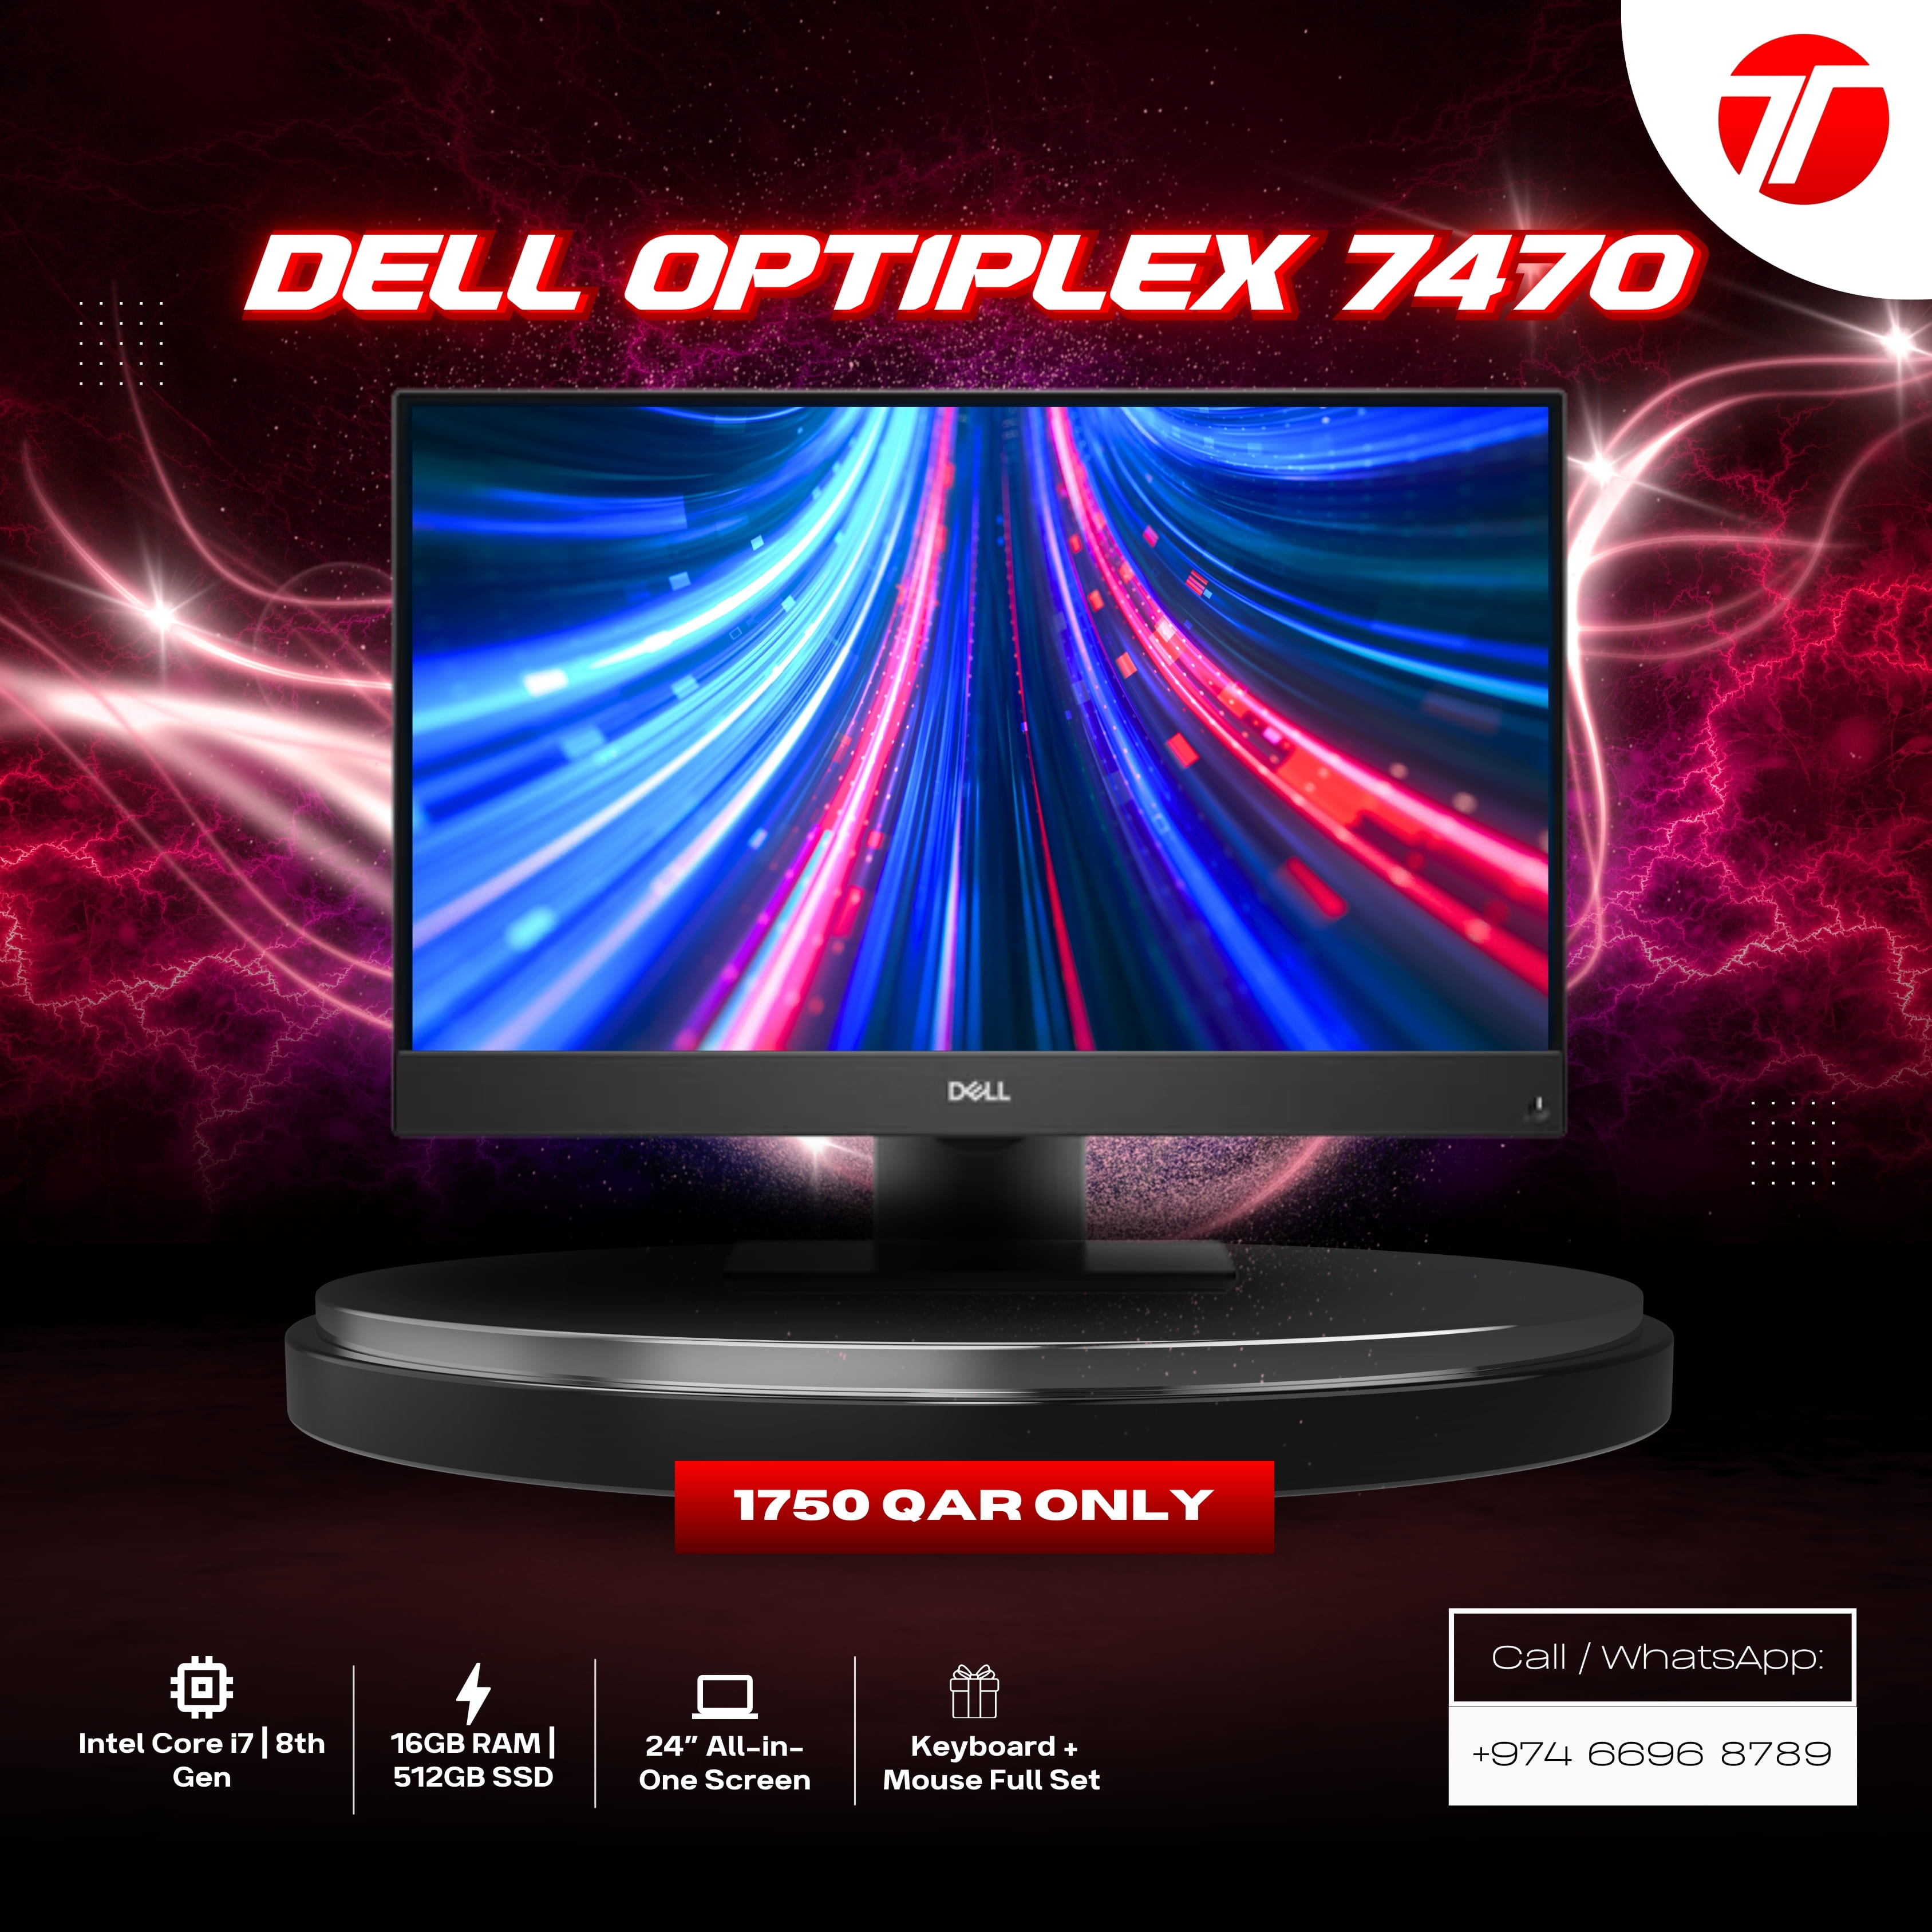 DELL OPTIPLEX 7470
DELL
1750 QAR ONLY
Intel Core i7 | 8th
Gen
16GB RAM |
512GB SSD
24” All-in-
One Screen
Keyboard +
Mouse Full Set
Call / WhatsApp:
+974 6696 8789